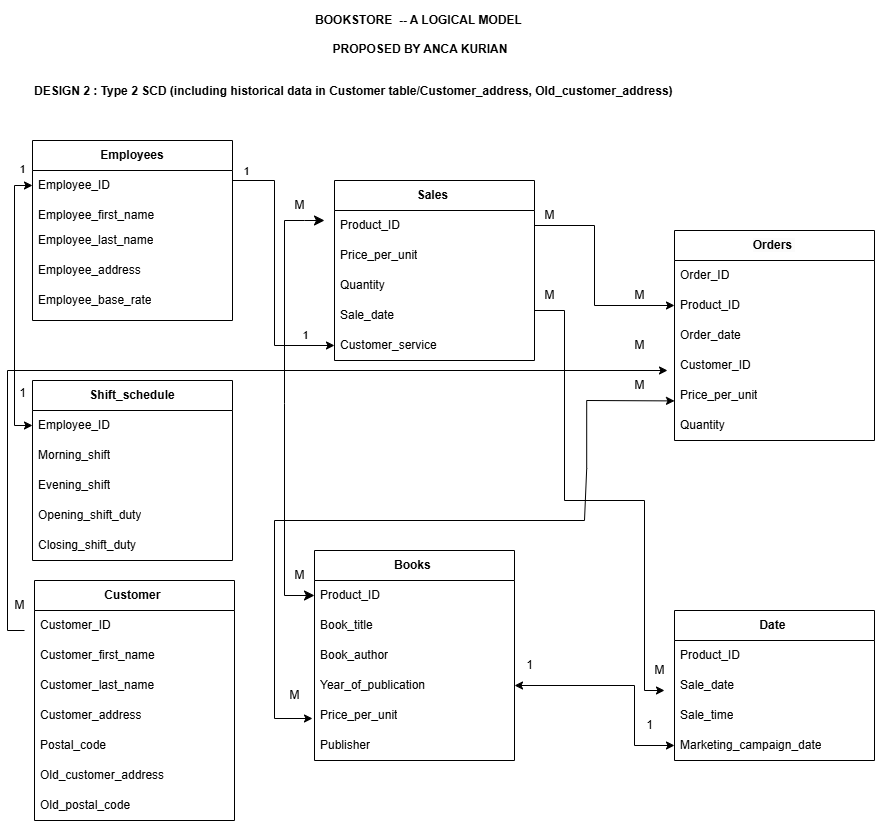 BOOKSTORE -- A LOGICAL MODEL
PROPOSED BY ANCA KURIAN
DESIGN 2 : Type 2 SCD (including historical data in Customer table/Customer_address, Old_customer_address)
Employees
Employee_ID
Employee_first_name
Employee_last_name
Employee_address
Employee_base_rate
1
1
Sales
Product_ID
Price_per_unit
Quantity
Sale_date
Customer_service
M
1
M
M
Orders
Order_ID
Product_ID
Order_date
Customer_ID
Price_per_unit
Quantity
M
M
M
Shift_schedule
Employee_ID
Morning_shift
Evening_shift
Opening_shift_duty
Closing_shift_duty
1
Customer
Customer_ID
Customer_first_name
Customer_last_name
Customer_address
Postal_code
Old_customer_address
Old_postal_code
M
Books
Product_ID
Book_title
Book_author
Year_of_publication
Price_per_unit
Publisher
M
M
1
Date
Product_ID
Sale_date
Sale_time
Marketing_campaign_date
M
1